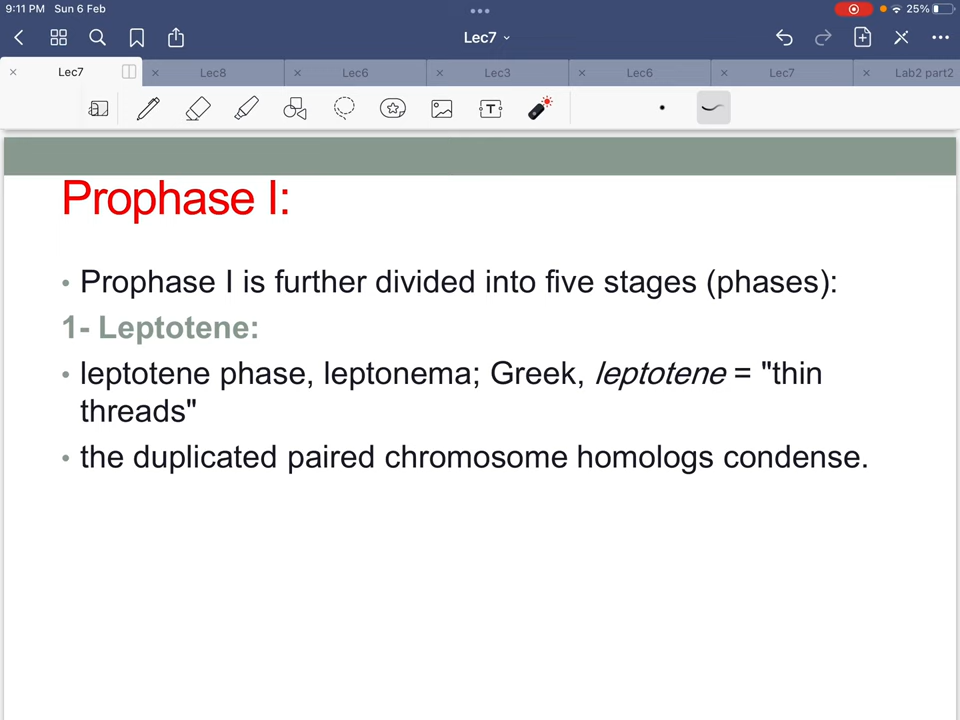 9:11 PM Sun 6 Feb
25%
Lec7
Lec7
Lec8
Lec6
Lec3
Lec6
Lec7
Lab2 part2
Prophase I:
• Prophase I is further divided into five stages (phases):
1- Leptotene:
• leptotene phase, leptonema; Greek, leptotene = "thin
threads"
• the duplicated paired chromosome homologs condense.